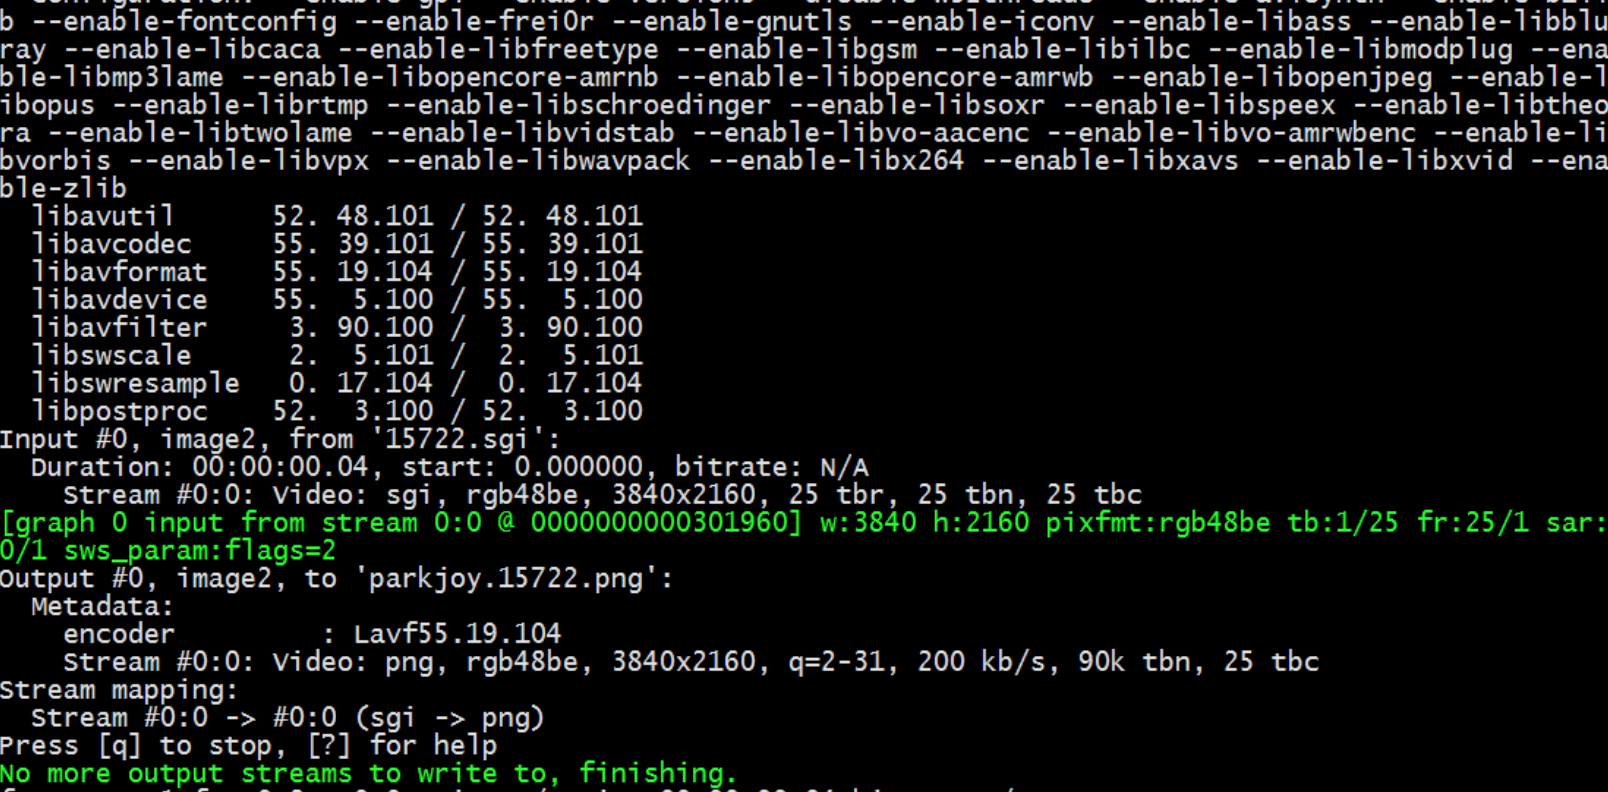 b --enable-fontconfig --enable-frei0r --enable-gnutls --enable-iconv --enable-libass --enable-libblu
ray --enable-libcaca --enable-libfreetype --enable-libgsm --enable-libilbc --enable-libmodplug --ena
ble-libmp3lame --enable-libopencore-amrnb --enable-libopencore-amrwb --enable-libopenjpeg --enable-l
ibopus --enable-librtmp --enable-libschroedinger --enable-libsoxr --enable-libspeex --enable-libtheo
ra --enable-libtwolame --enable-libvidstab --enable-libvo-aacenc --enable-libvo-amrwbenc --enable-li
bvorbis --enable-libvpx --enable-libwavpack --enable-libx264 --enable-libxavs --enable-libxvid --ena
ble-zlib
libavutil 52. 48.101 / 52. 48.101
libavcodec 55. 39.101 / 55. 39.101
libavformat 55. 19.104 / 55. 19.104
libavdevice 55. 5.100 / 55. 5.100
libavfilter 3. 90.100 / 3. 90.100
libswscale 2. 5.101 / 2. 5.101
libswresample 0. 17.104 / 0. 17.104
libpostproc 52. 3.100 / 52. 3.100
Input #0, image2, from '15722.sgi':
Duration: 00:00:00.04, start: 0.000000, bitrate: N/A
Stream #0:0: Video: sgi, rgb48be, 3840x2160, 25 tbr, 25 tbn, 25 tbc
[graph 0 input from stream 0:0 @ 0000000000301960] w:3840 h:2160 pixfmt:rgb48be tb:1/25 fr:25/1 sar:
0/1 sws_param:flags=2
Output #0, image2, to 'parkjoy.15722.png':
Metadata:
encoder : Lavf55.19.104
Stream #0:0: Video: png, rgb48be, 3840x2160, q=2-31, 200 kb/s, 90k tbn, 25 tbc
Stream mapping:
Stream #0:0 -> #0:0 (sgi -> png)
Press [q] to stop, [?] for help
No more output streams to write to, finishing.